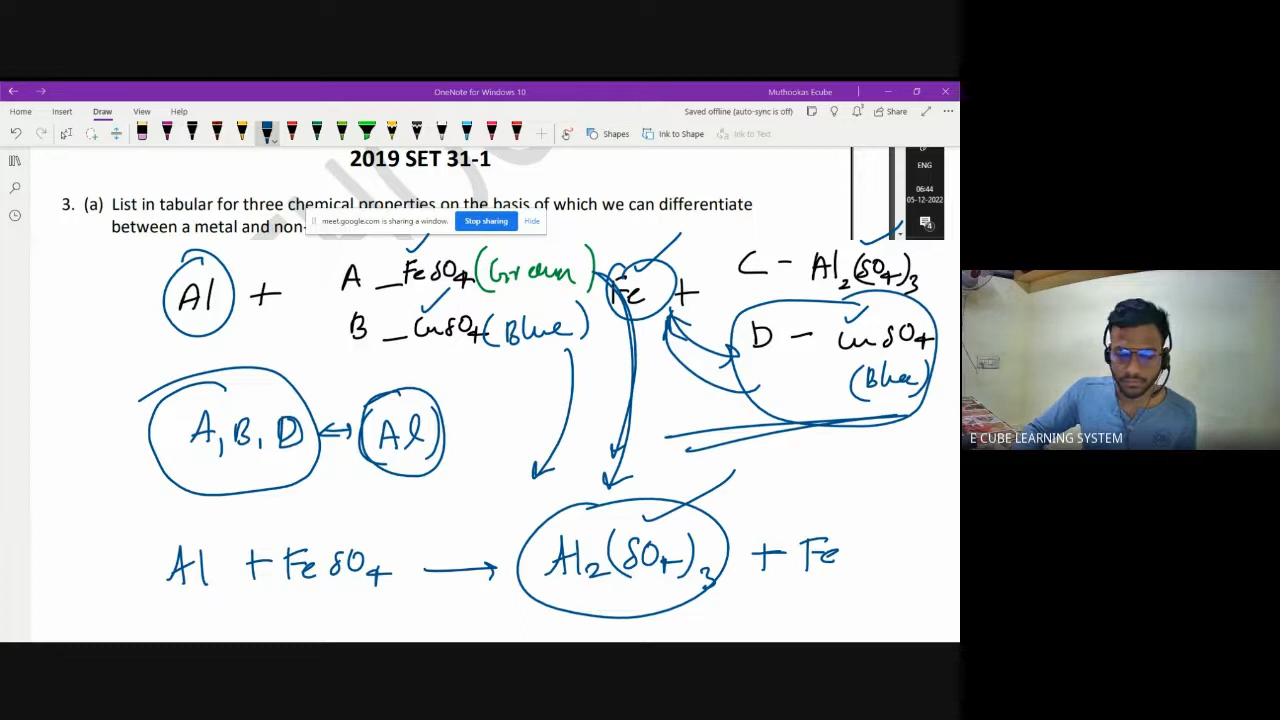 OneNote for Windows 10
Muthookas Ecube
Home Insert Draw View Help
Saved offline (auto-sync is off)
Share
Shapes
Ink to Shape
Ink to Text
ENG
06:44
05-12-2022
4
2019 SET 31-1
3. (a) List in tabular for three chemical properties on the basis of which we can differentiate
between a metal and non-
meet.google.com is sharing a window.
Stop sharing
Hide
Al + A – FeSO4 (Green) Fe + C – Al2(SO4)3
B – CuSO4 (Blue) D – CuSO4
(Blue)
A, B, D ↔ Al
Al + FeSO4 → Al2(SO4)3 + Fe
E CUBE LEARNING SYSTEM